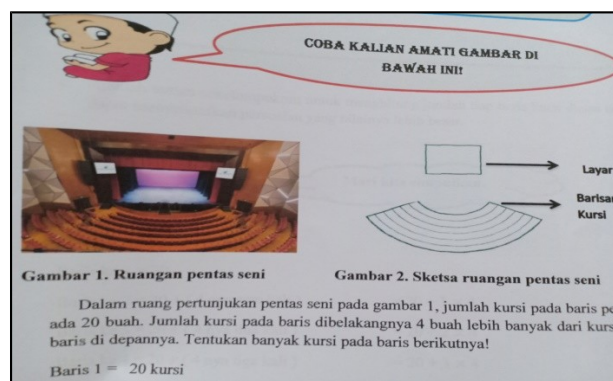 COBA KALIAN AMATI GAMBAR DI
BAWAH INI!
Layar
Kursi
Gambar 1. Ruangan pentas seni
Gambar 2. Sketsa ruangan pentas seni
Dalam ruang pertunjukan pentas seni pada gambar 1, jumlah kursi pada baris
ada 20 buah. Jumlah kursi pada baris dibelakangnya 4 buah lebih banyak dari
baris di depannya. Tentukan banyak kursi pada baris berikutnya!
Baris 1 = 20 kursi